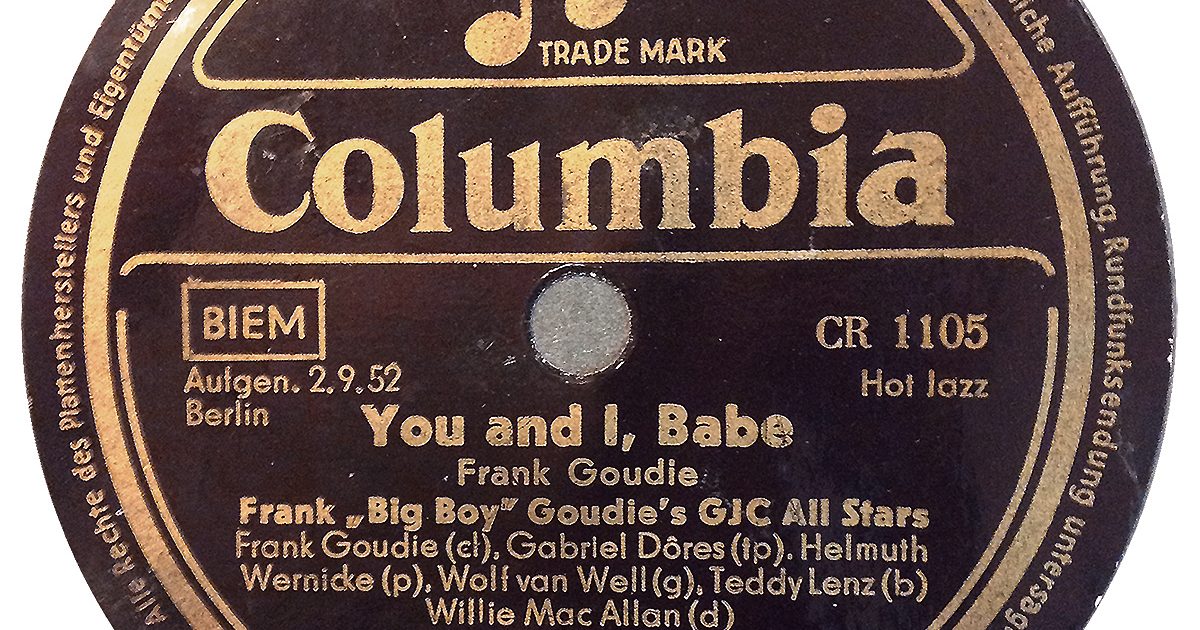 TRADE MARK
Columbia
BIEM
CR 1105
Aufgen. 2.9.52
Hot Jazz
Berlin
You and I, Babe
Frank Goudie
Frank „Big Boy” Goudie's GJC All Stars
Frank Goudie (cl), Gabriel Dôres (tp). Helmuth
Wernicke (p), Wolf van Well (g), Teddy Lenz (b)
Willie Mac Allan (d)
Alle Rechte des Plattenherstellers und
Aufführung, Rundfunksendung